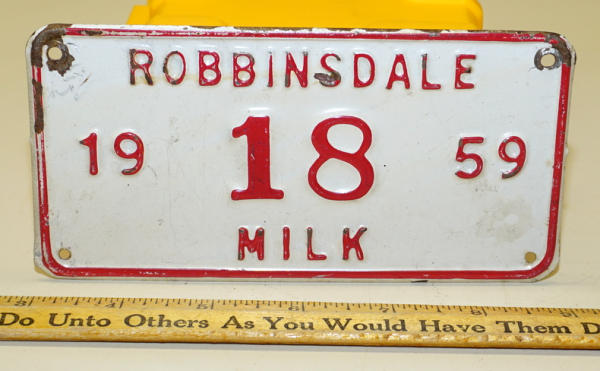 ROBBINSDALE
19 18 59
MILK
Do Unto Others As You Would Have Them D